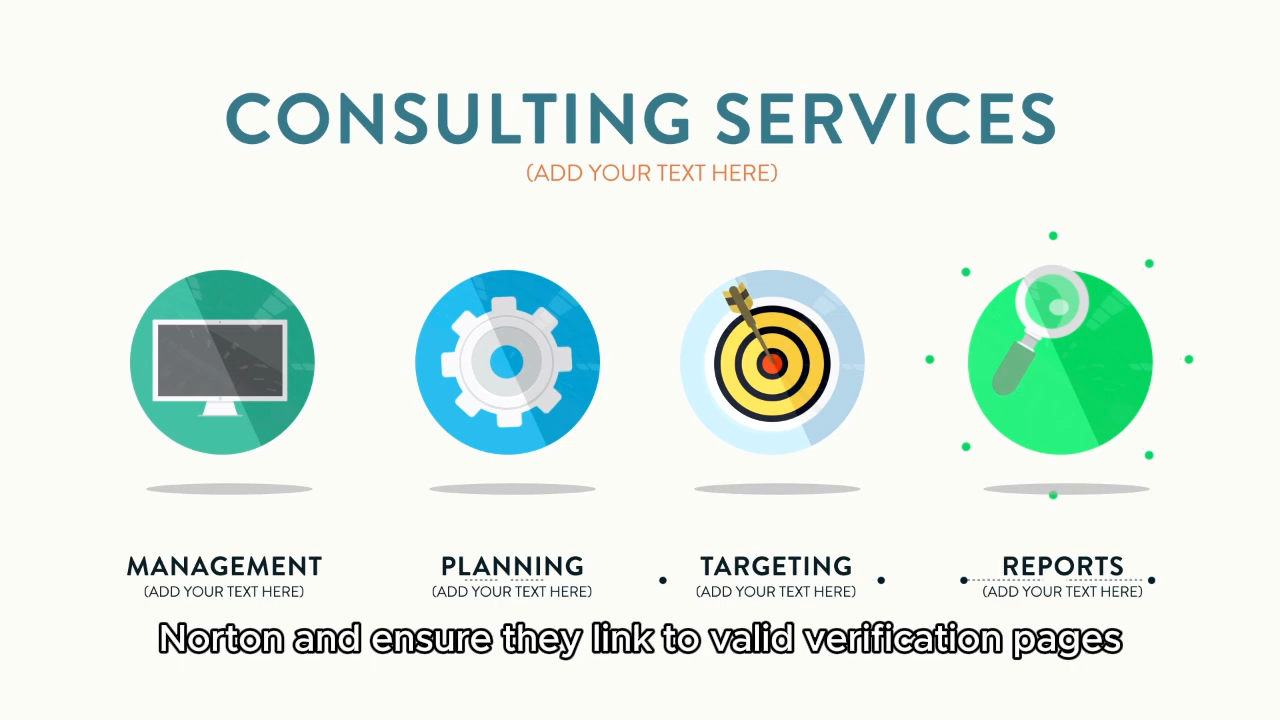 CONSULTING SERVICES
(ADD YOUR TEXT HERE)
MANAGEMENT PLANNING TARGETING REPORTS
(ADD YOUR TEXT HERE) (ADD YOUR TEXT HERE) (ADD YOUR TEXT HERE) (ADD YOUR TEXT HERE)
Norton and ensure they link to valid verification pages